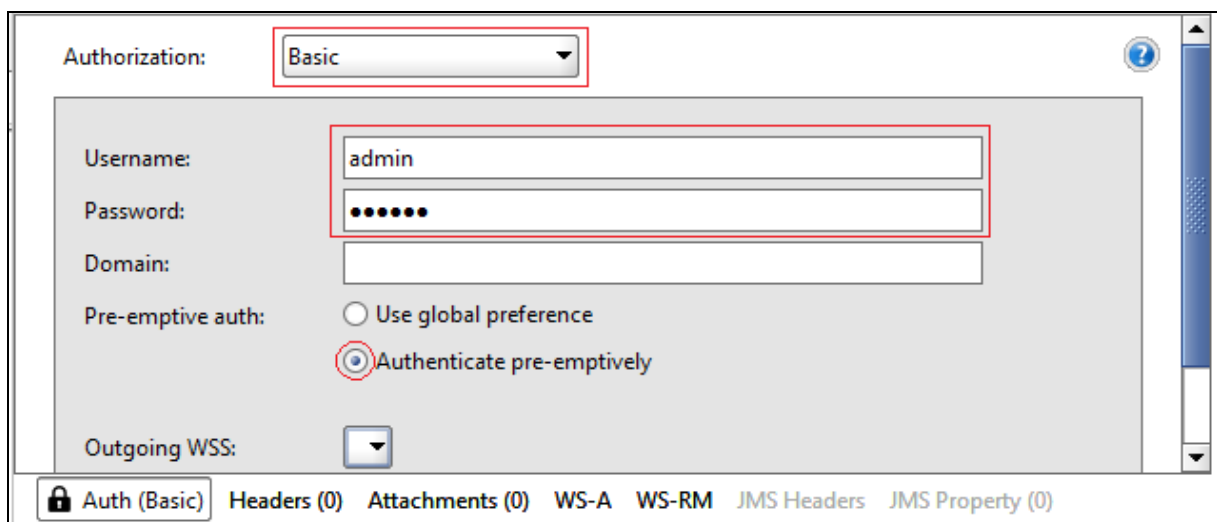 Authorization: Basic
Username: admin
Password: ••••••
Domain:
Pre-emptive auth: Use global preference
Authenticate pre-emptively
Outgoing WSS:
Auth (Basic) Headers (0) Attachments (0) WS-A WS-RM JMS Headers JMS Property (0)